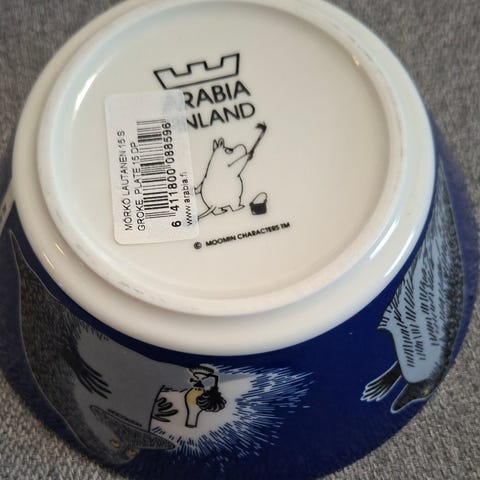 ARABIA
FINLAND
MÖRKÖ LAUTANEN 15 S
GROKE, PLATE 15 DP
6 411800 088596
www.arabia.fi
© MOOMIN CHARACTERS TM